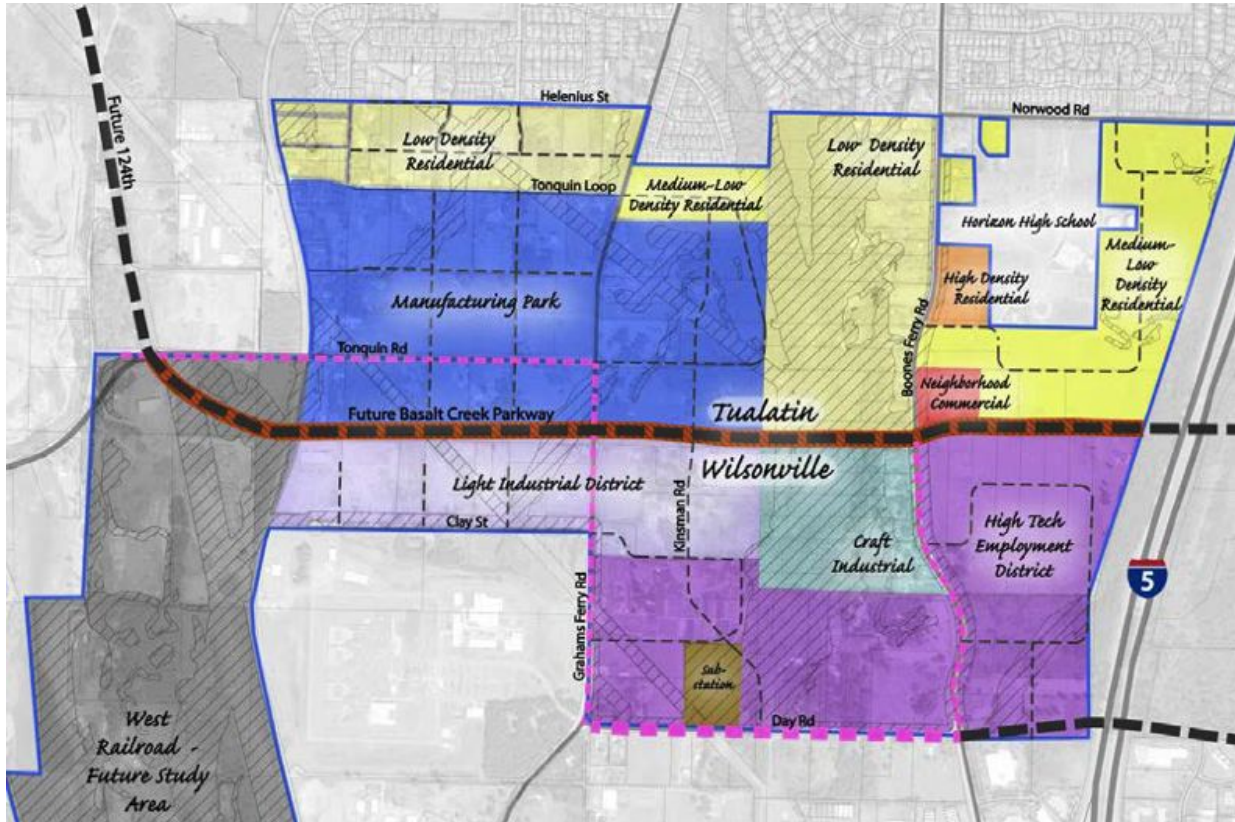 Helenius St
Norwood Rd
Future 124th
Low Density
Residential
Low Density
Residential
Tonquin Loop
Medium-Low
Density Residential
Horizon High School
Medium-
Low
Density
Residential
High Density
Residential
Manufacturing Park
Boones Ferry Rd
Tonquin Rd
Neighborhood
Commercial
Future Basalt Creek Parkway
Tualatin
Wilsonville
Light Industrial District
Clay St
Kinsman Rd
Craft
Industrial
High Tech
Employment
District
5
Grahams Ferry Rd
Sub-
station
Day Rd
West
Railroad -
Future Study
Area